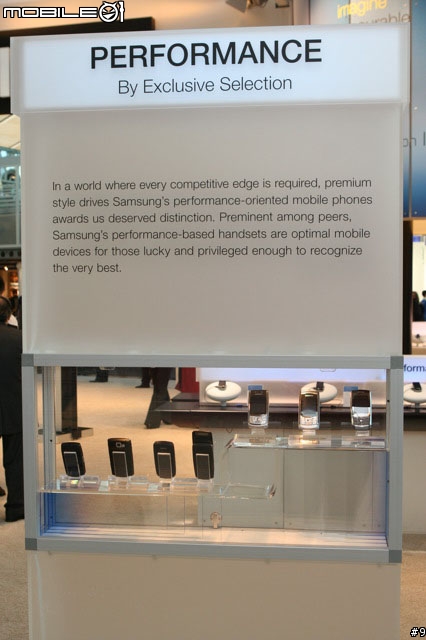 MOBILE01
imagine
PERFORMANCE
By Exclusive Selection
In a world where every competitive edge is required, premium
style drives Samsung's performance-oriented mobile phones
awards us deserved distinction. Preminent among peers,
Samsung's performance-based handsets are optimal mobile
devices for those lucky and privileged enough to recognize
the very best.
#9